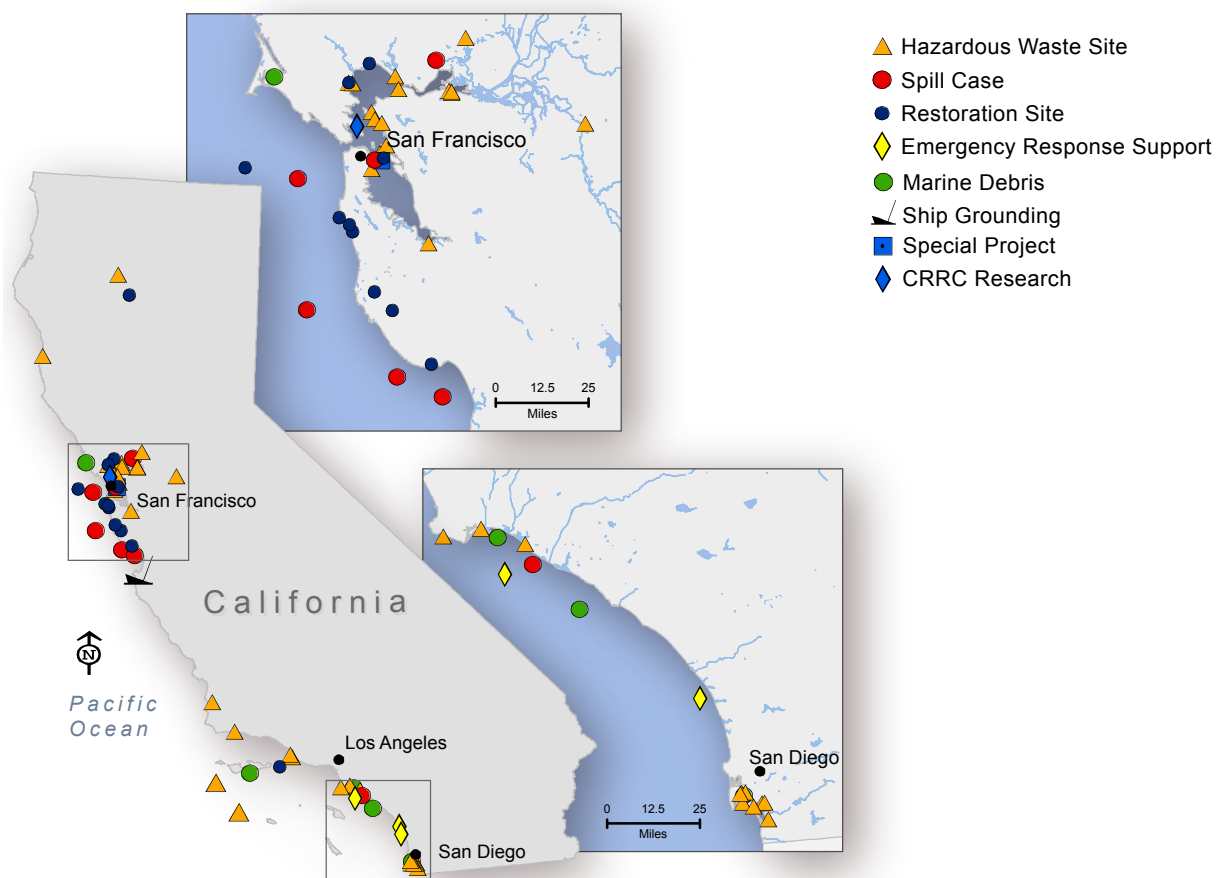 Hazardous Waste Site
Spill Case
Restoration Site
Emergency Response Support
Marine Debris
Ship Grounding
Special Project
CRRC Research
San Francisco
0 12.5 25
Miles
San Francisco
California
N
Pacific
Ocean
Los Angeles
San Diego
San Diego
0 12.5 25
Miles